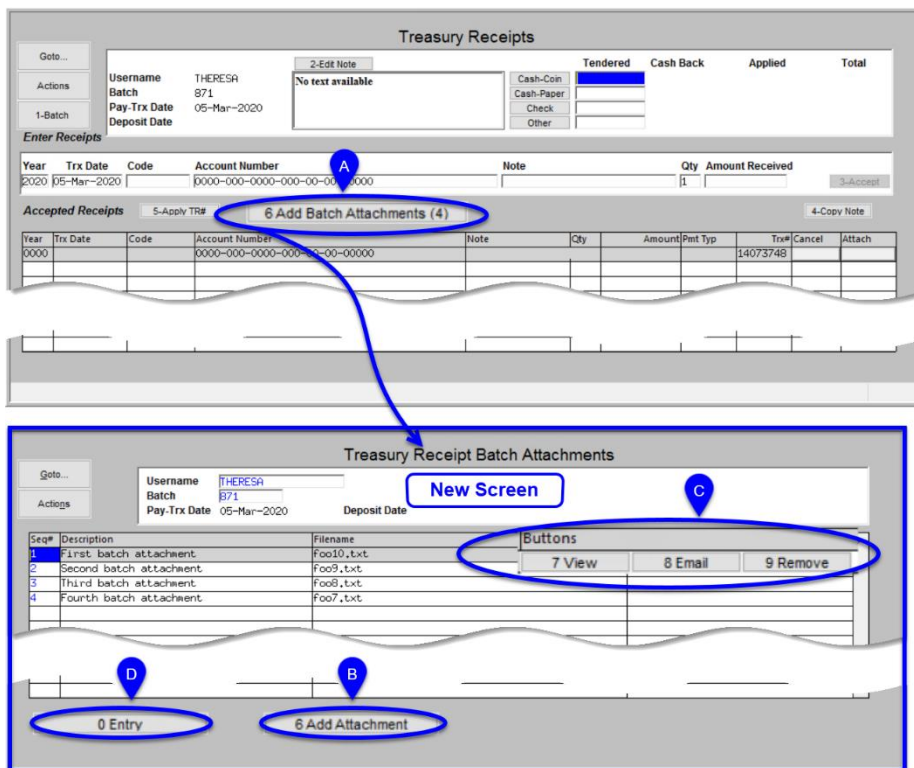 Treasury Receipts
Goto...
Actions
1-Batch
Username THERESA
Batch 871
Pay-Trx Date 05-Mar-2020
Deposit Date
2-Edit Note
No text available
Tendered Cash Back Applied Total
Cash-Coin
Cash-Paper
Check
Other
Enter Receipts
Year Trx Date Code Account Number Note Qty Amount Received
2020 05-Mar-2020 0000-000-0000-000-00-00-00000 1 3-Accept
A
Accepted Receipts 5-Apply TR# 6 Add Batch Attachments (4) 4-Copy Note
Year Trx Date Code Account Number Note Qty Amount Pmt Typ Trx# Cancel Attach
0000 0000-000-0000-000-00-00-00000 14073748
Treasury Receipt Batch Attachments
Goto...
Actions
Username THERESA
Batch 871
Pay-Trx Date 05-Mar-2020 Deposit Date
New Screen
C
Seq# Description Filename Buttons
1 First batch attachment foo10.txt 7 View 8 Email 9 Remove
2 Second batch attachment foo9.txt
3 Third batch attachment foo8.txt
4 Fourth batch attachment foo7.txt
D B
0 Entry 6 Add Attachment